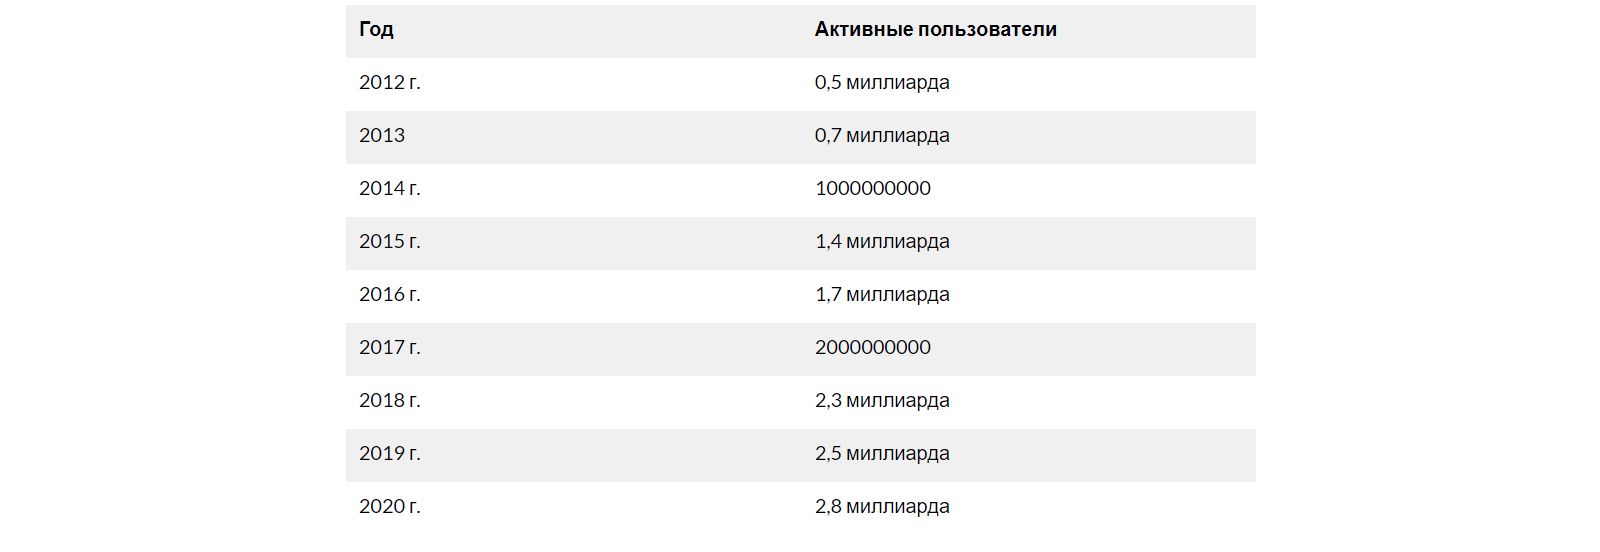 Год Активные пользователи
2012 г. 0,5 миллиарда
2013 0,7 миллиарда
2014 г. 1000000000
2015 г. 1,4 миллиарда
2016 г. 1,7 миллиарда
2017 г. 2000000000
2018 г. 2,3 миллиарда
2019 г. 2,5 миллиарда
2020 г. 2,8 миллиарда